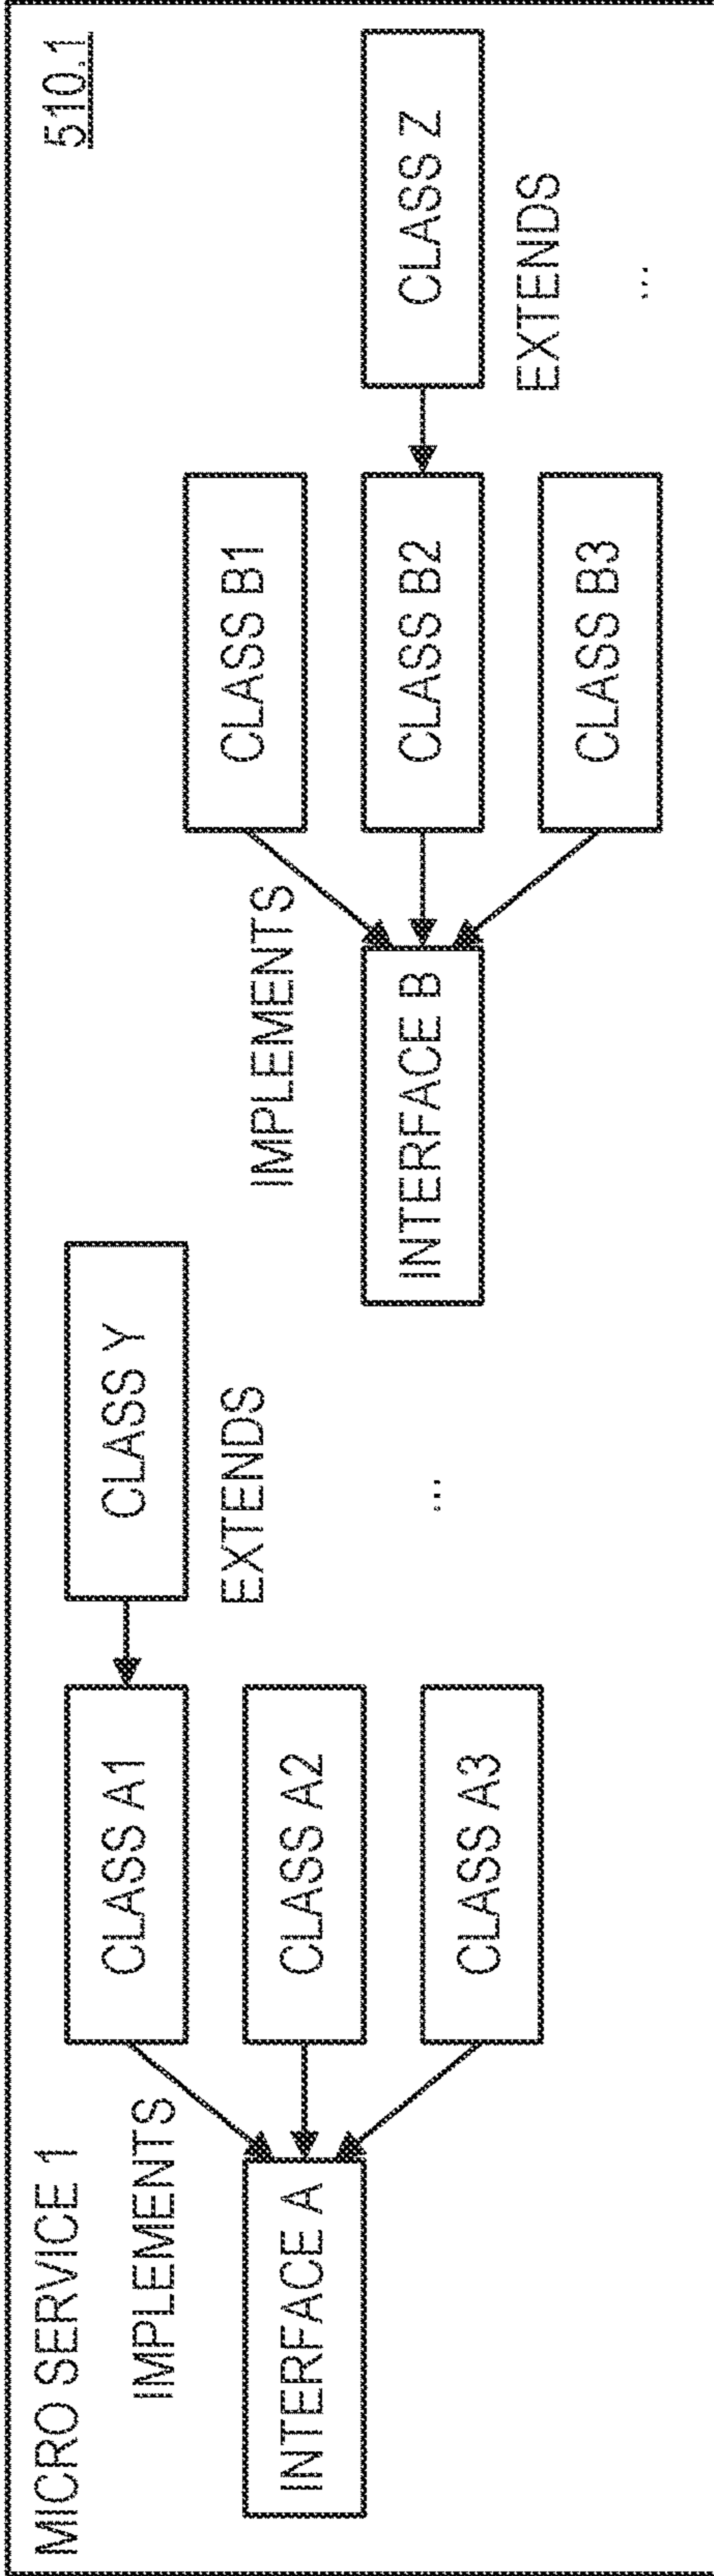 MICRO SERVICE 1
510.1
IMPLEMENTS
INTERFACE A
CLASS A1
CLASS A2
CLASS A3
CLASS Y
EXTENDS
...
IMPLEMENTS
INTERFACE B
CLASS B1
CLASS B2
CLASS B3
CLASS Z
EXTENDS
...